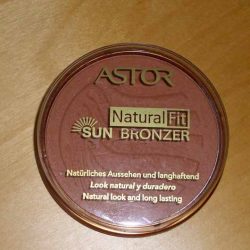 ASTOR
Natural Fit
SUN BRONZER
Natürliches Aussehen und langhaftend
Look natural y duradero
Natural look and long lasting